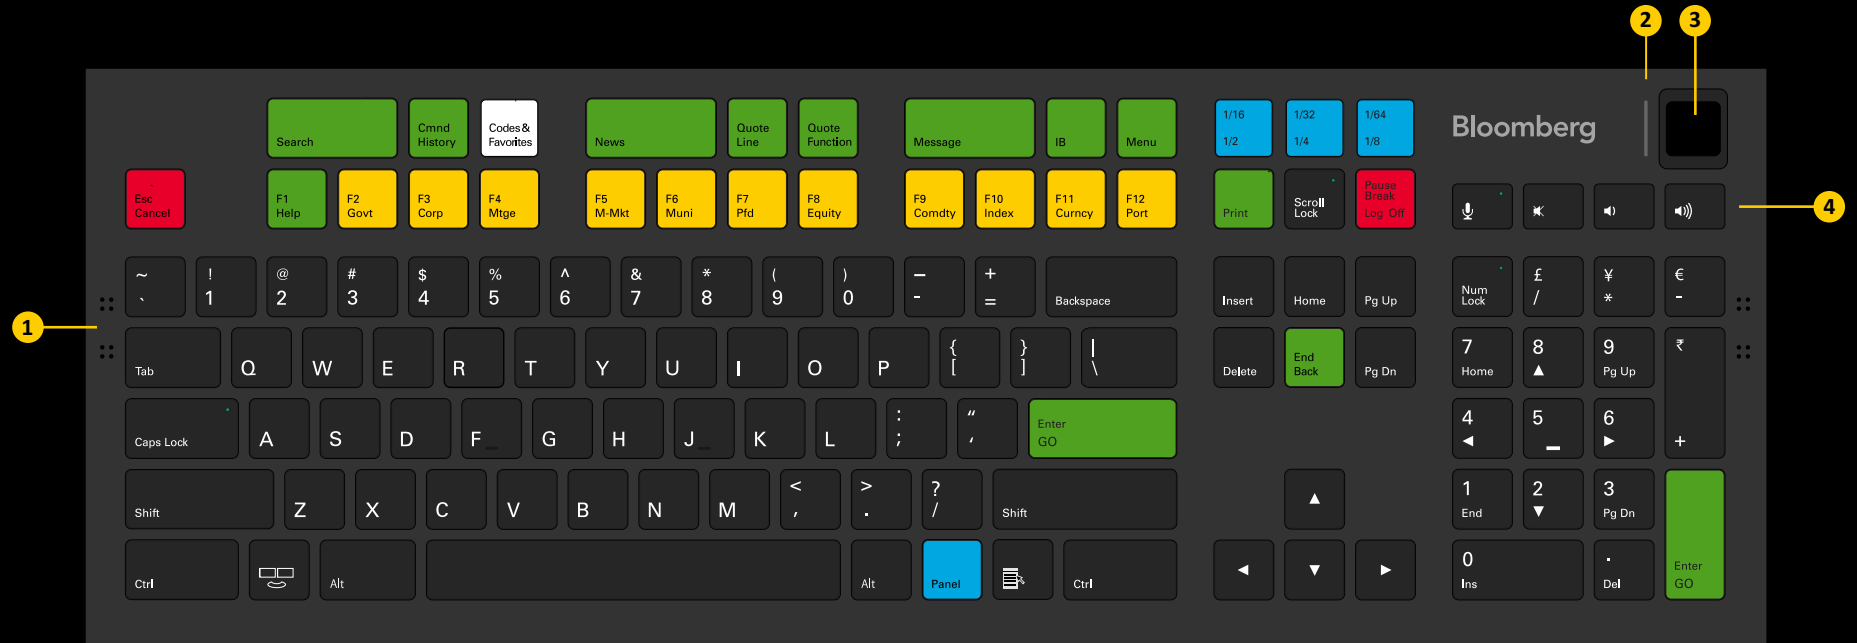 2 3
Search Cmnd History Codes & Favorites News Quote Line Quote Function Message IB Menu 1/16 1/2 1/32 1/4 1/64 1/8 Bloomberg
Esc Cancel F1 Help F2 Govt F3 Corp F4 Mtge F5 M-Mkt F6 Muni F7 Pfd F8 Equity F9 Comdty F10 Index F11 Curncy F12 Port Print Scroll Lock Pause Break Log Off
4
~ ` ! 1 @ 2 # 3 $ 4 % 5 ^ 6 & 7 * 8 ( 9 ) 0 – - + = Backspace Insert Home Pg Up Num Lock £ / ¥ * € -
1
Tab Q W E R T Y U I O P { [ } ] | \ Delete End Back Pg Dn 7 Home 8 ▲ 9 Pg Up ₹ +
Caps Lock A S D F_ G H J_ K L : ; “ ‘ Enter GO 4 ◀ 5 6 ▶
Shift Z X C V B N M < , > . ? / Shift ▲ 1 End 2 ▼ 3 Pg Dn Enter GO
Ctrl Alt Alt Panel Ctrl ◀ ▼ ▶ 0 Ins . Del